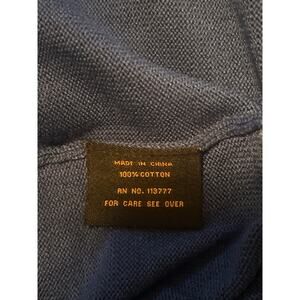 MADE IN CHINA
100% COTTON
RN NO. 113777
FOR CARE SEE OVER